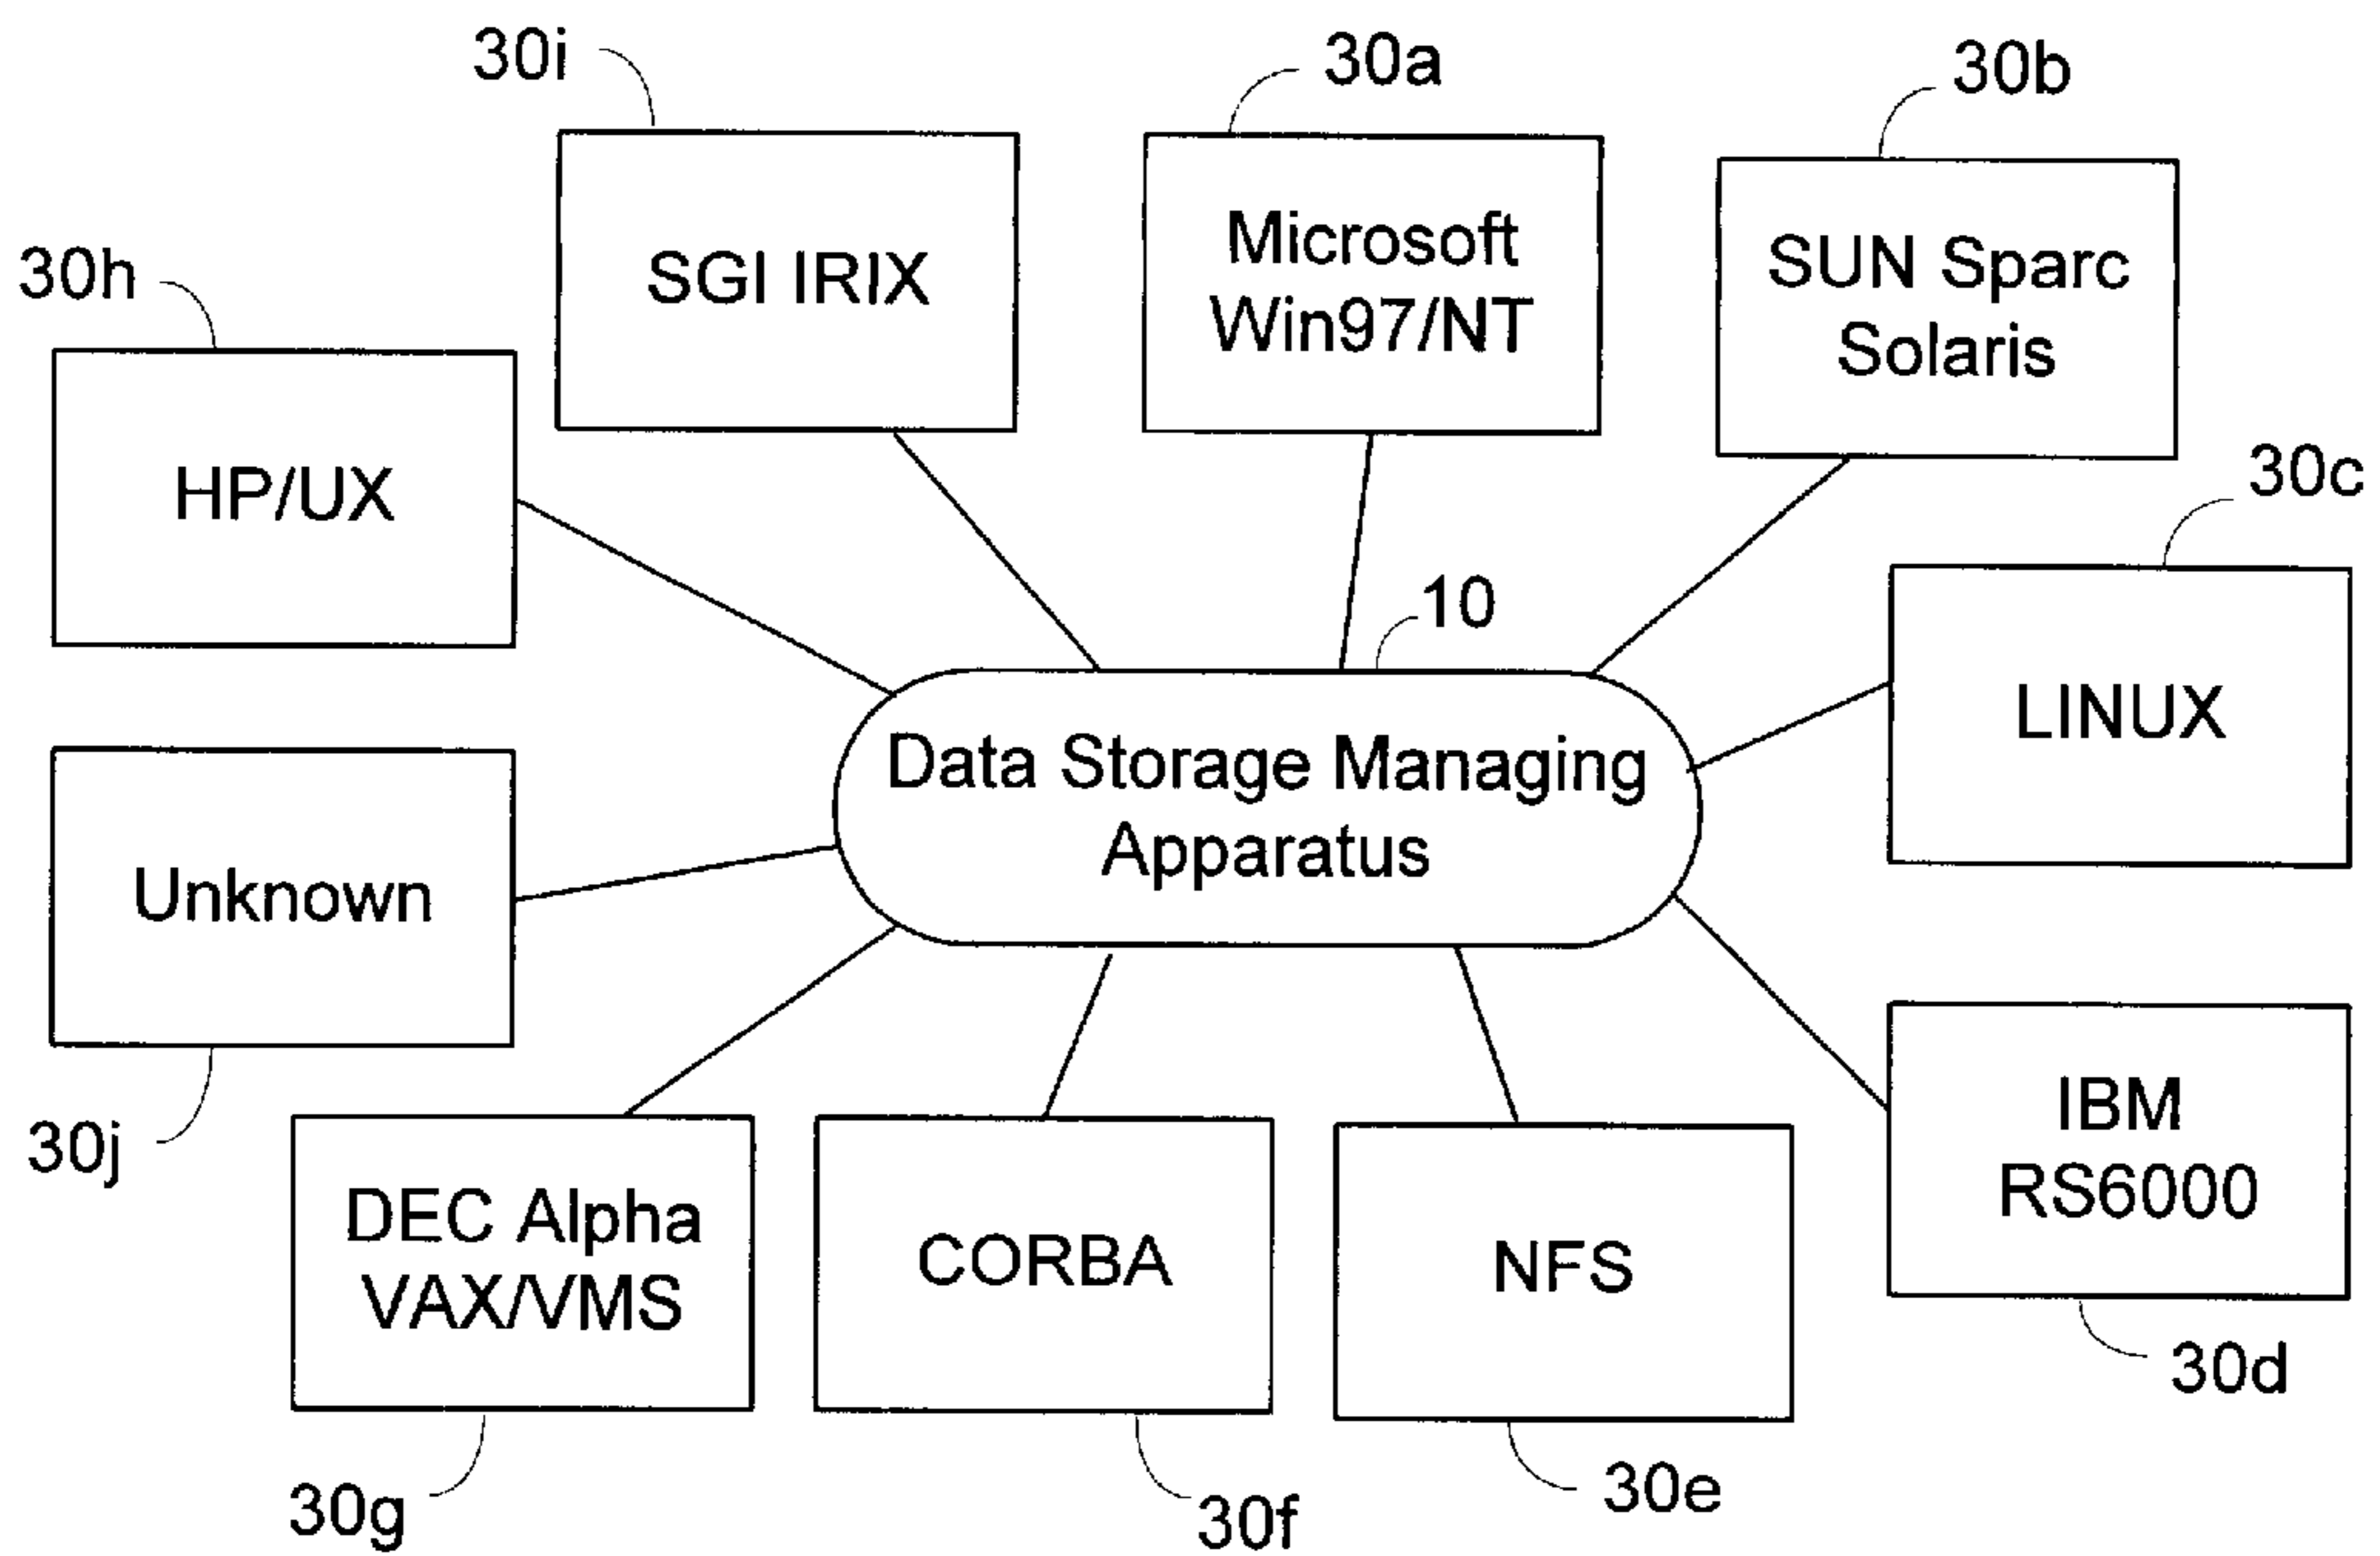 30i
30a
30b
SGI IRIX
Microsoft
Win97/NT
SUN Sparc
Solaris
30h
HP/UX
30c
10
LINUX
Data Storage Managing
Apparatus
Unknown
30j
IBM
RS6000
30d
DEC Alpha
VAX/VMS
CORBA
NFS
30g
30f
30e